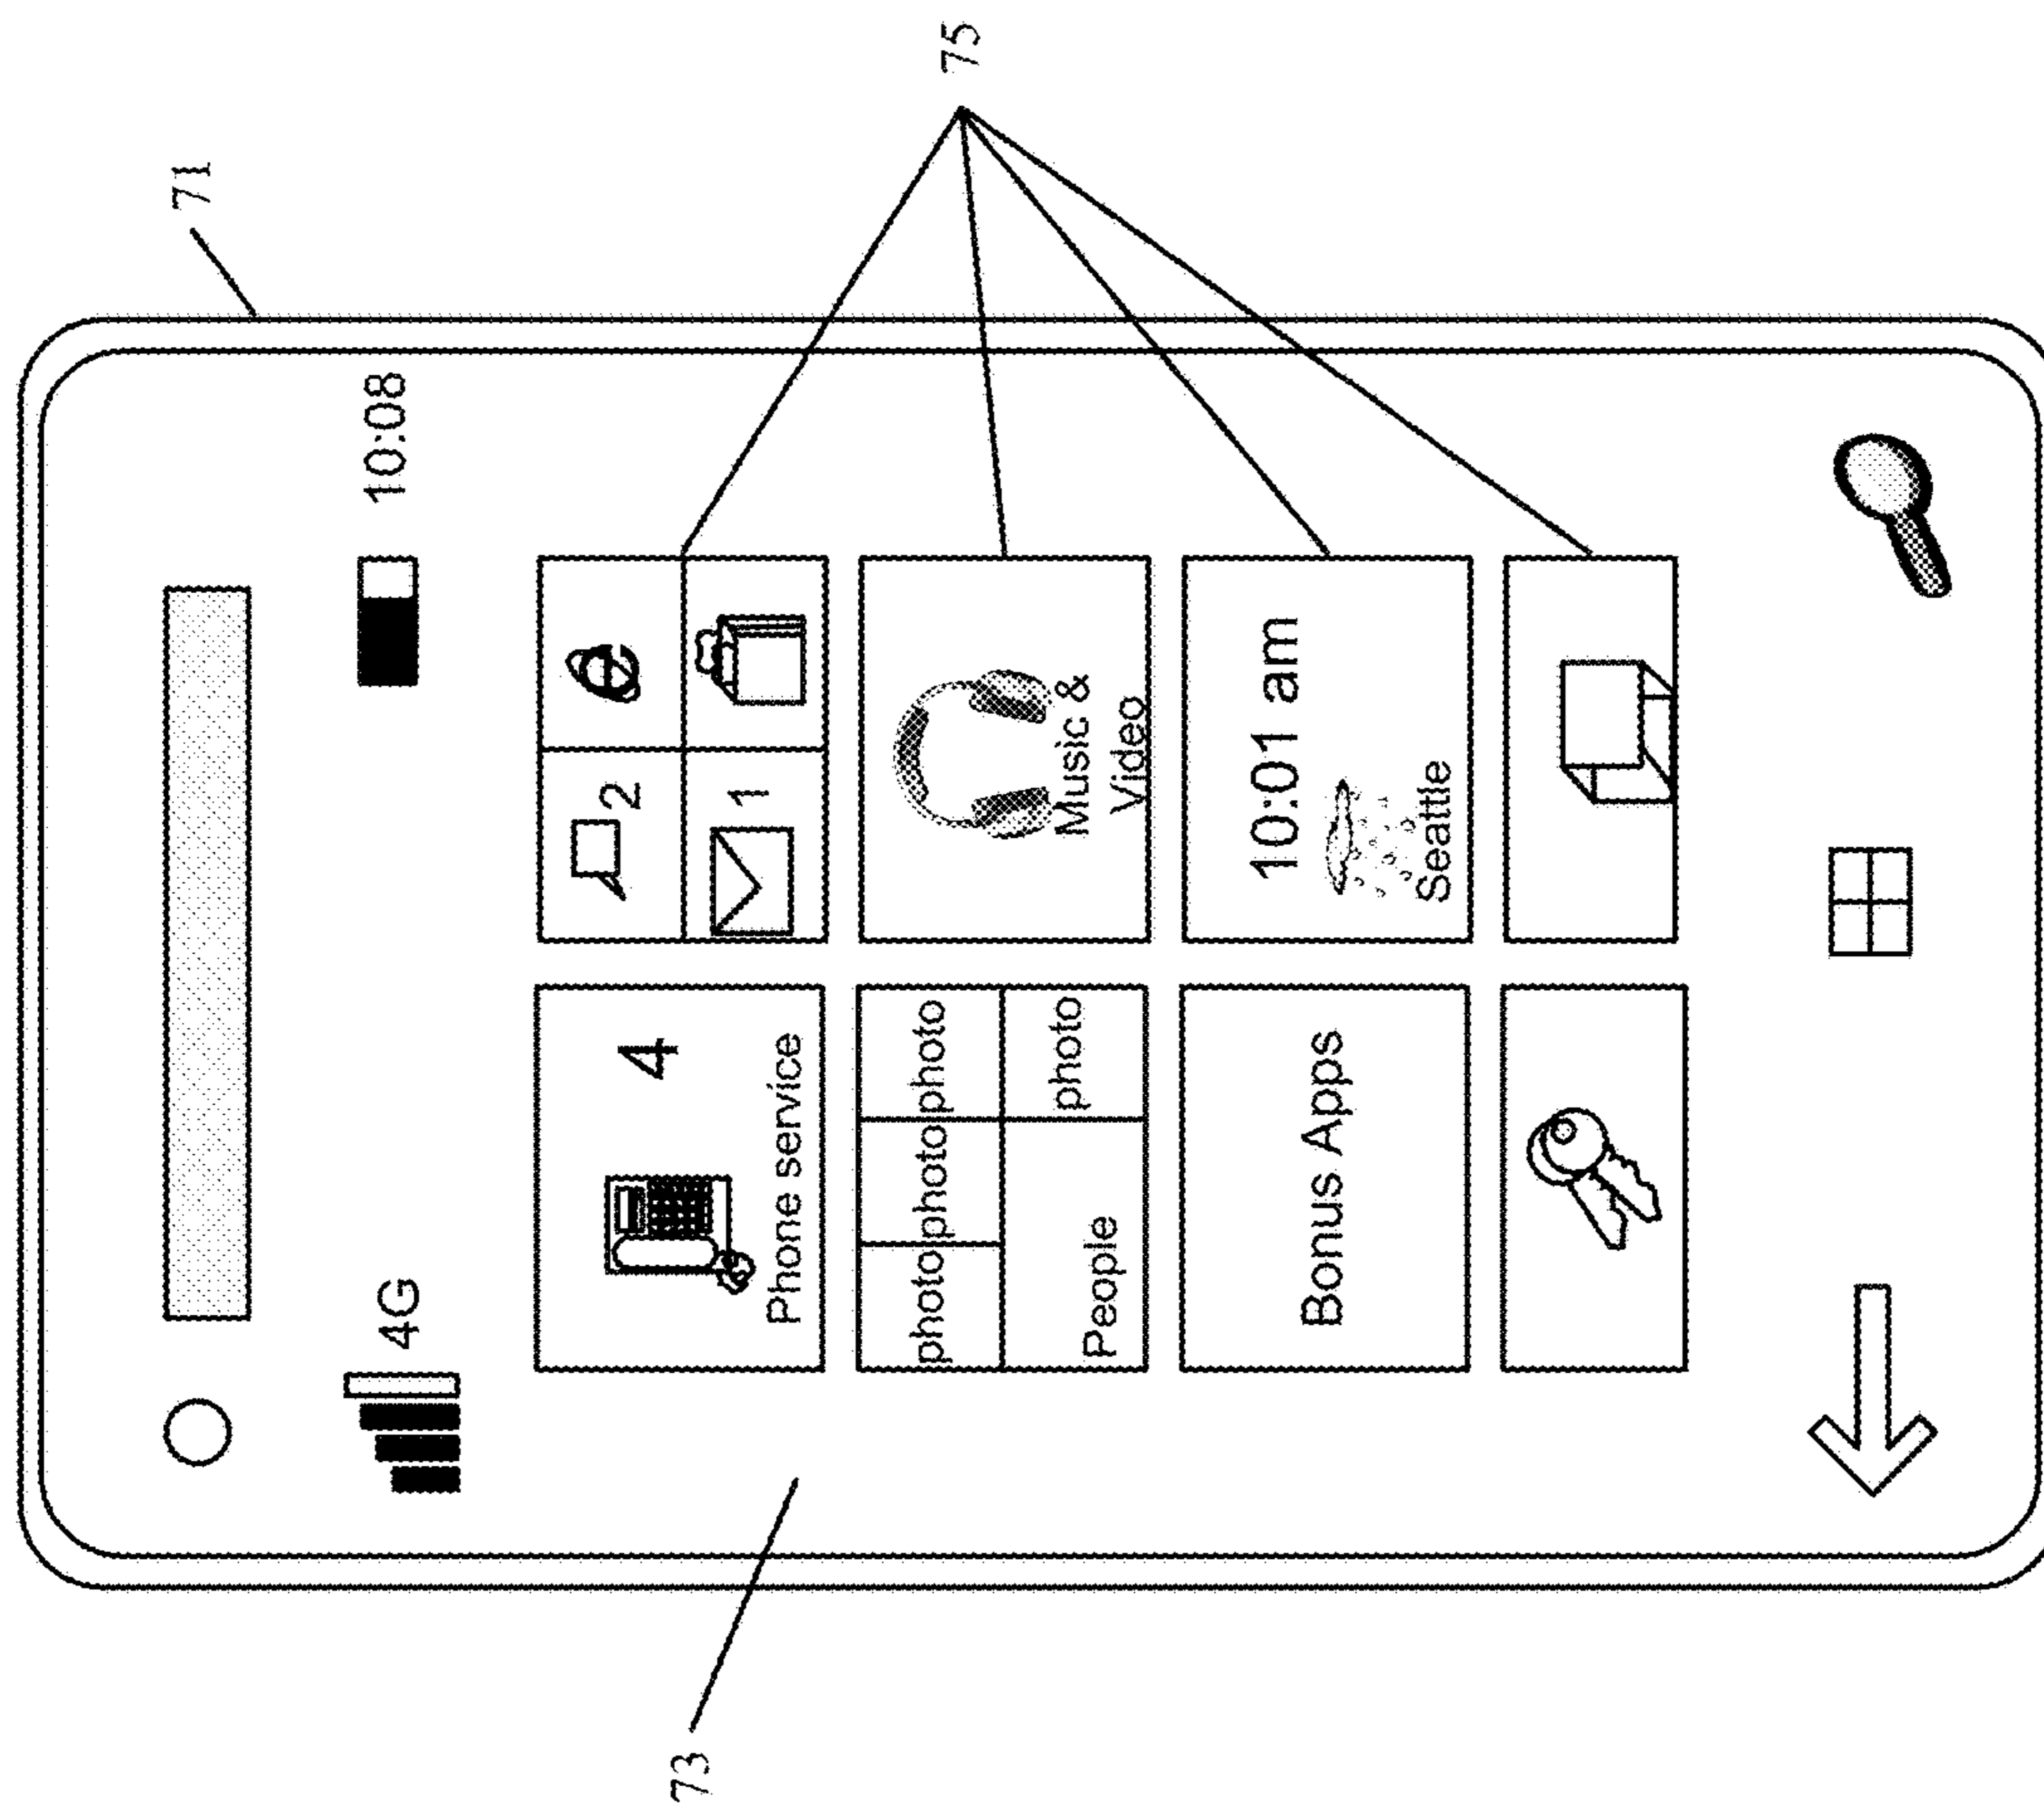 71
4G 10:08
4
Phone service
2
1
73
photo photo photo
People photo
Music &
Video
75
Bonus Apps
10:01 am
Seattle